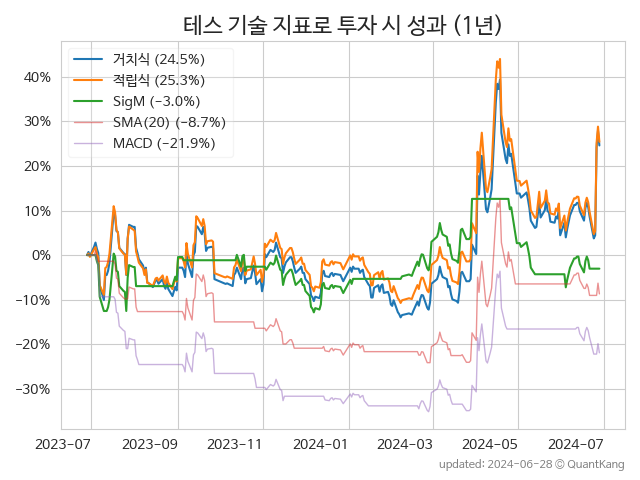 테스 기술 지표로 투자 시 성과 (1년)
거치식 (24.5%)
적립식 (25.3%)
SigM (−3.0%)
SMA(20) (−8.7%)
MACD (−21.9%)
40%
30%
20%
10%
0%
−10%
−20%
−30%
2023-07 2023-09 2023-11 2024-01 2024-03 2024-05 2024-07
updated: 2024-06-28 © QuantKang